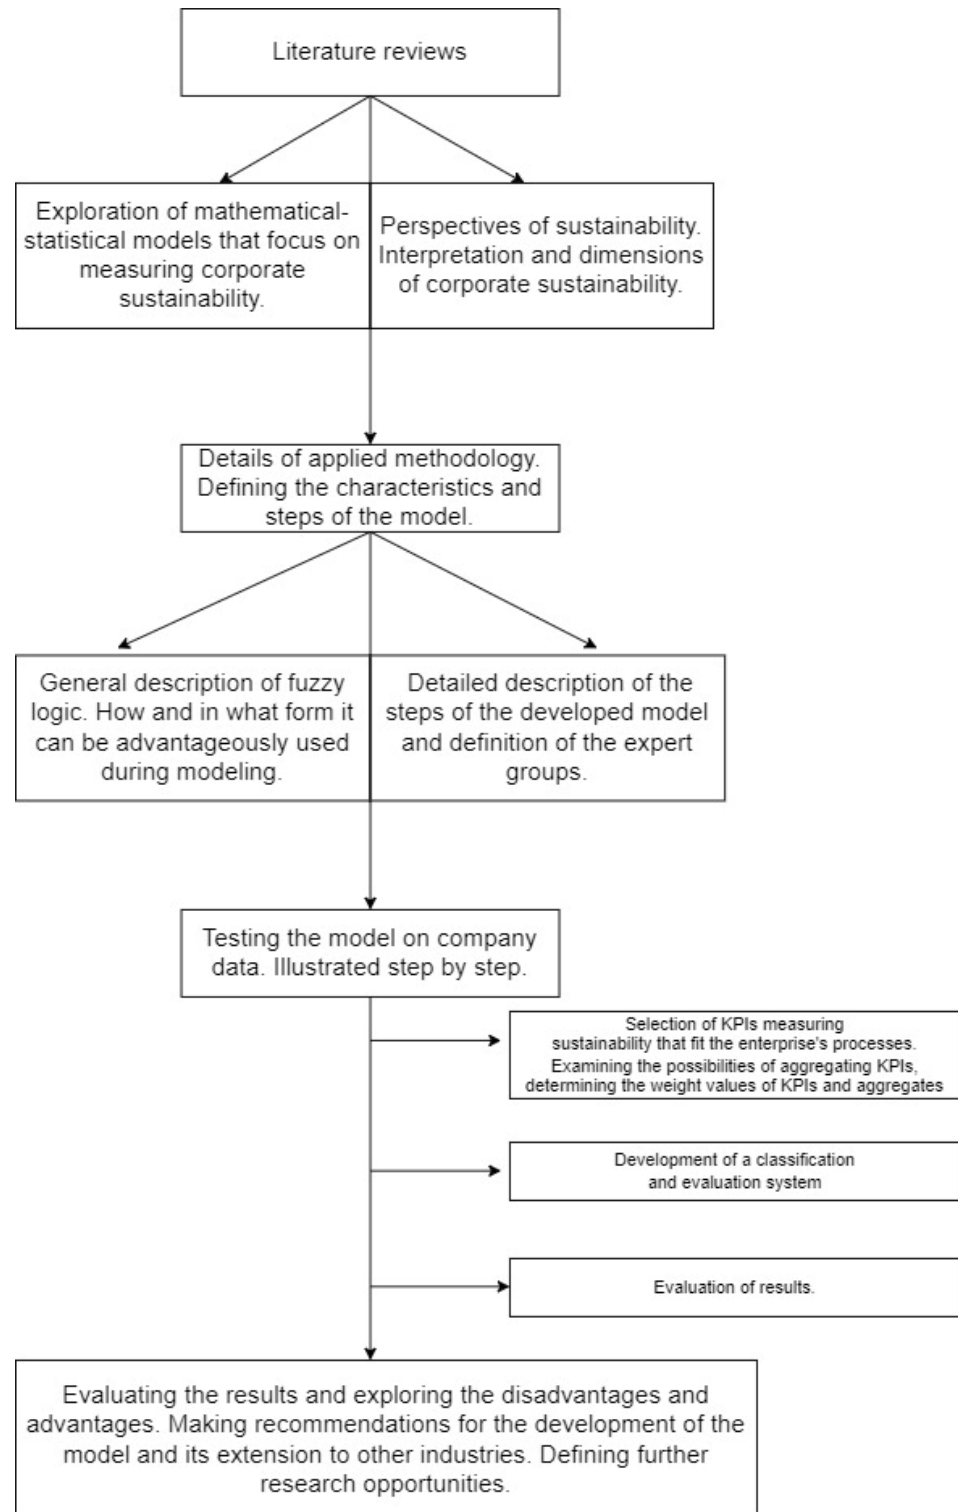 Literature reviews
Exploration of mathematical-
statistical models that focus on
measuring corporate
sustainability.
Perspectives of sustainability.
Interpretation and dimensions
of corporate sustainability.
Details of applied methodology.
Defining the characteristics and
steps of the model.
General description of fuzzy
logic. How and in what form it
can be advantageously used
during modeling.
Detailed description of the
steps of the developed model
and definition of the expert
groups.
Testing the model on company
data. Illustrated step by step.
Selection of KPIs measuring
sustainability that fit the enterprise's processes.
Examining the possibilities of aggregating KPIs,
determining the weight values of KPIs and aggregates
Development of a classification
and evaluation system
Evaluation of results.
Evaluating the results and exploring the disadvantages and
advantages. Making recommendations for the development of the
model and its extension to other industries. Defining further
research opportunities.